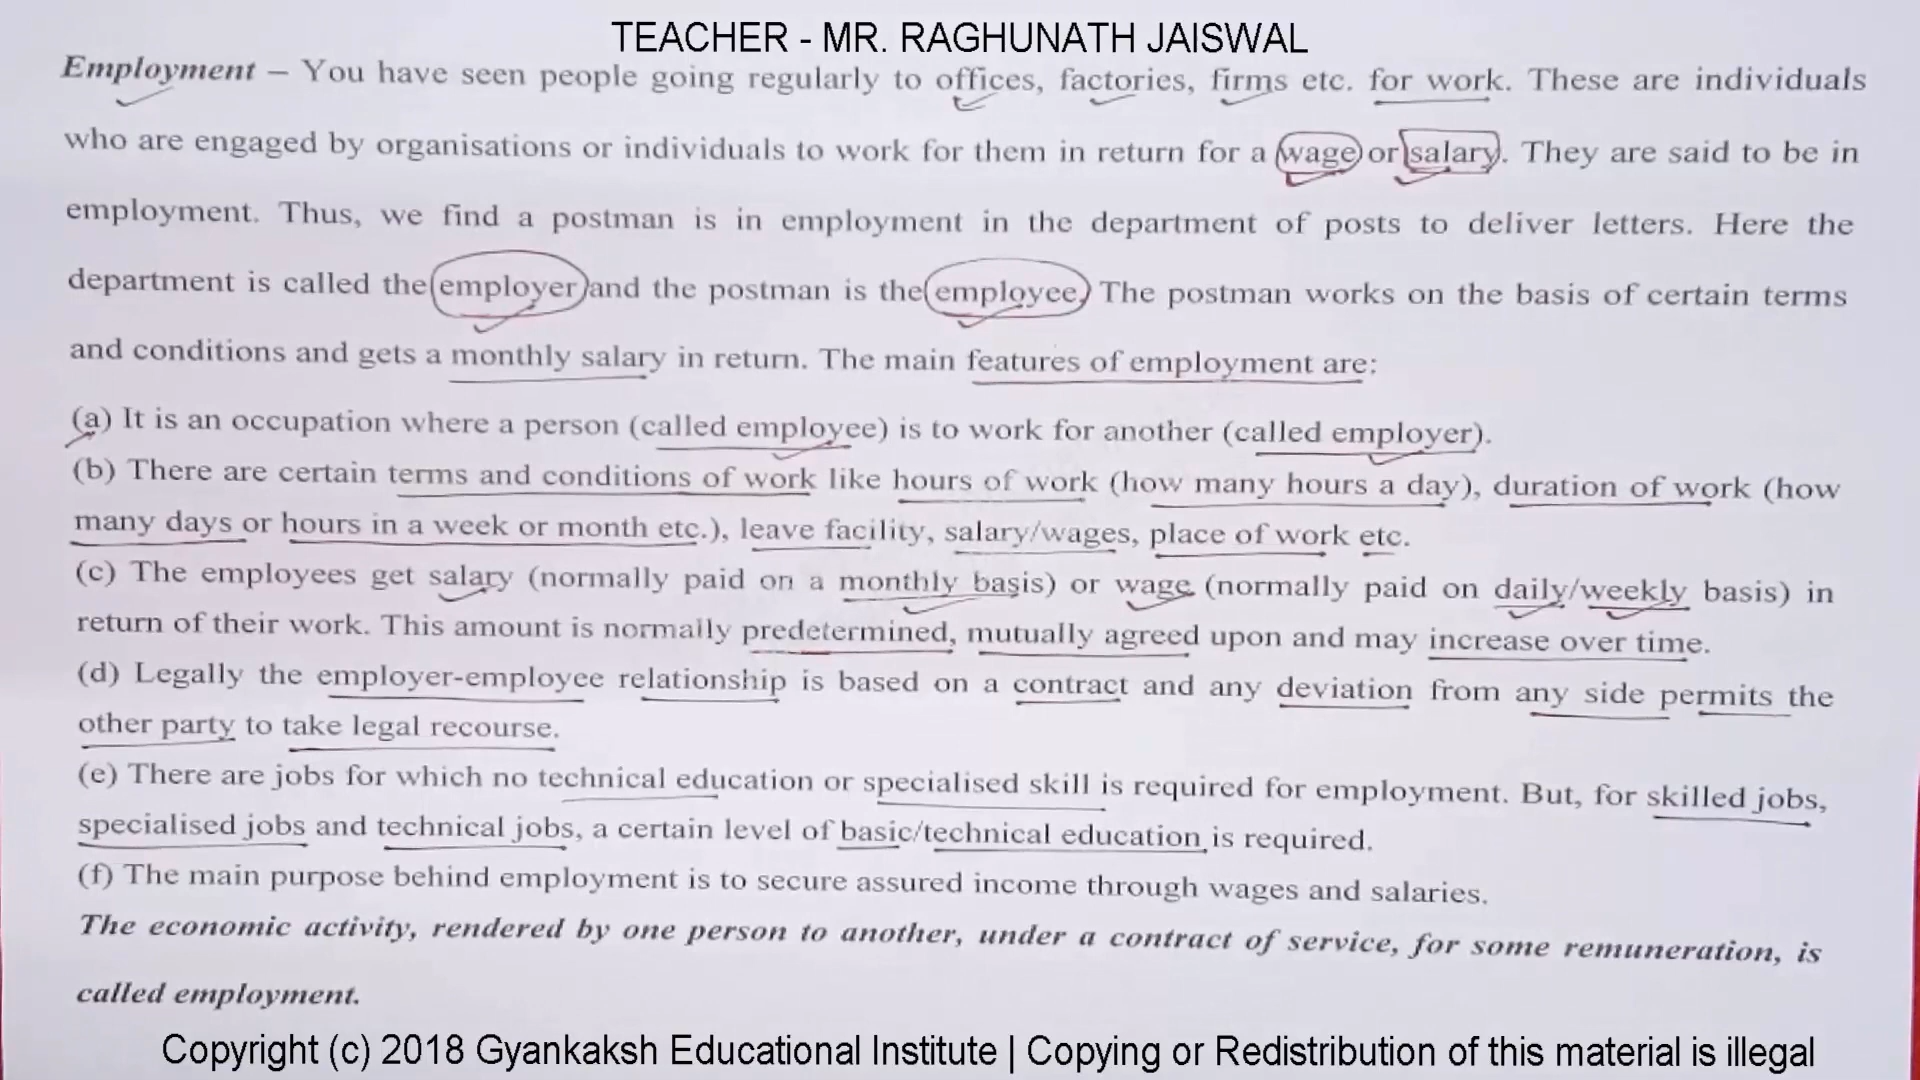 TEACHER - MR. RAGHUNATH JAISWAL
Employment – You have seen people going regularly to offices, factories, firms etc. for work. These are individuals
who are engaged by organisations or individuals to work for them in return for a wage or salary. They are said to be in
employment. Thus, we find a postman is in employment in the department of posts to deliver letters. Here the
department is called the employer and the postman is the employee. The postman works on the basis of certain terms
and conditions and gets a monthly salary in return. The main features of employment are:
(a) It is an occupation where a person (called employee) is to work for another (called employer).
(b) There are certain terms and conditions of work like hours of work (how many hours a day), duration of work (how
many days or hours in a week or month etc.), leave facility, salary/wages, place of work etc.
(c) The employees get salary (normally paid on a monthly basis) or wage (normally paid on daily/weekly basis) in
return of their work. This amount is normally predetermined, mutually agreed upon and may increase over time.
(d) Legally the employer-employee relationship is based on a contract and any deviation from any side permits the
other party to take legal recourse.
(e) There are jobs for which no technical education or specialised skill is required for employment. But, for skilled jobs,
specialised jobs and technical jobs, a certain level of basic/technical education is required.
(f) The main purpose behind employment is to secure assured income through wages and salaries.
The economic activity, rendered by one person to another, under a contract of service, for some remuneration, is
called employment.
Copyright (c) 2018 Gyankaksh Educational Institute | Copying or Redistribution of this material is illegal